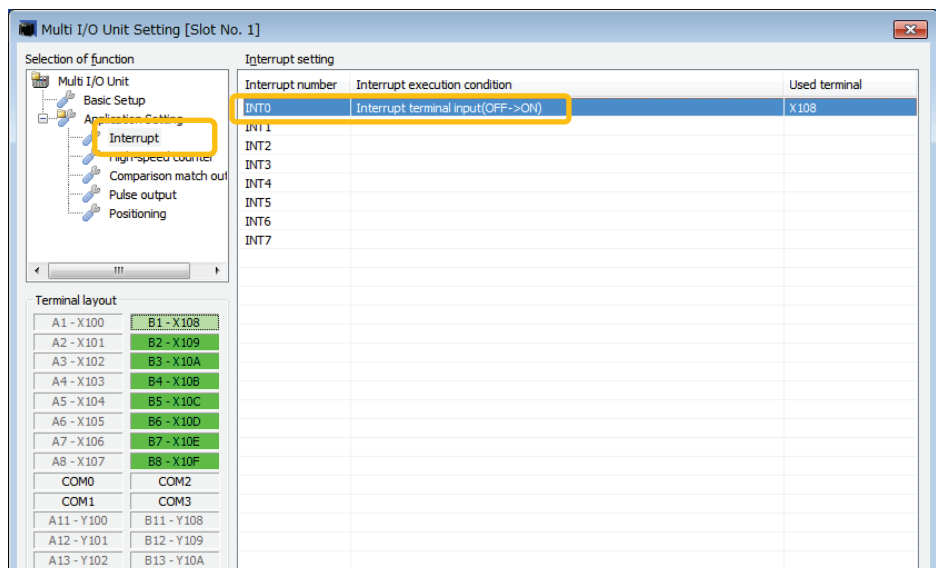 Multi I/O Unit Setting [Slot No. 1]
Selection of function
Multi I/O Unit
Basic Setup
Application Setting
Interrupt
High-speed counter
Comparison match out
Pulse output
Positioning
Terminal layout
A1 - X100 B1 - X108
A2 - X101 B2 - X109
A3 - X102 B3 - X10A
A4 - X103 B4 - X10B
A5 - X104 B5 - X10C
A6 - X105 B6 - X10D
A7 - X106 B7 - X10E
A8 - X107 B8 - X10F
COM0 COM2
COM1 COM3
A11 - Y100 B11 - Y108
A12 - Y101 B12 - Y109
A13 - Y102 B13 - Y10A
Interrupt setting
Interrupt number Interrupt execution condition Used terminal
INT0 Interrupt terminal input(OFF->ON) X108
INT1
INT2
INT3
INT4
INT5
INT6
INT7